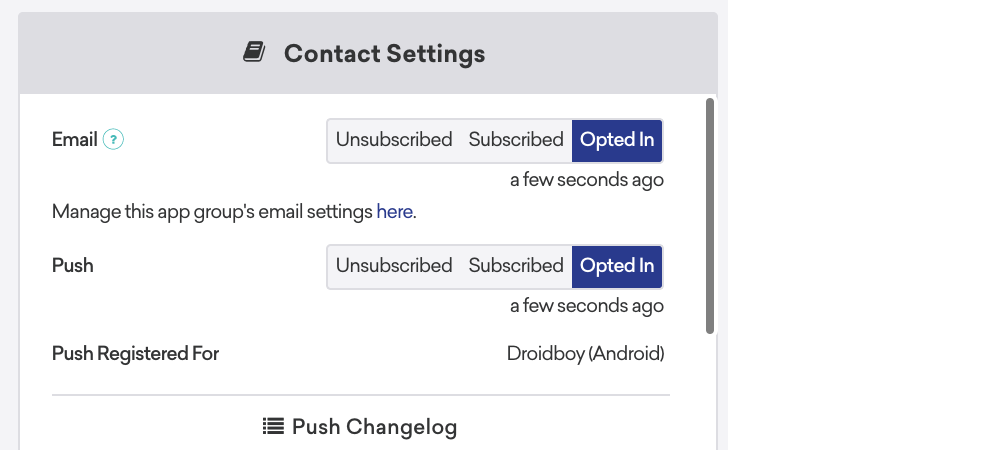 Contact Settings
Email ? Unsubscribed Subscribed Opted In
a few seconds ago
Manage this app group's email settings here.
Push Unsubscribed Subscribed Opted In
a few seconds ago
Push Registered For Droidboy (Android)
Push Changelog